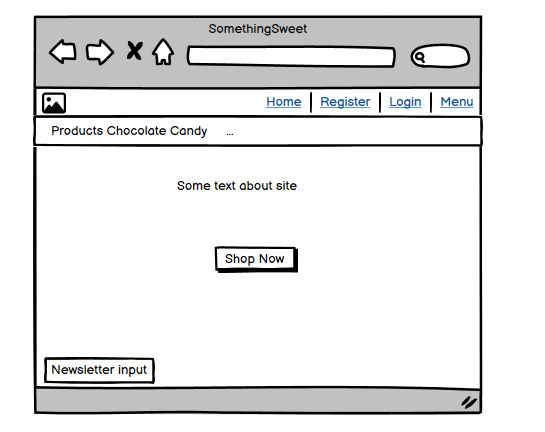 SomethingSweet
Home Register Login Menu
Products Chocolate Candy ...
Some text about site
Shop Now
Newsletter input